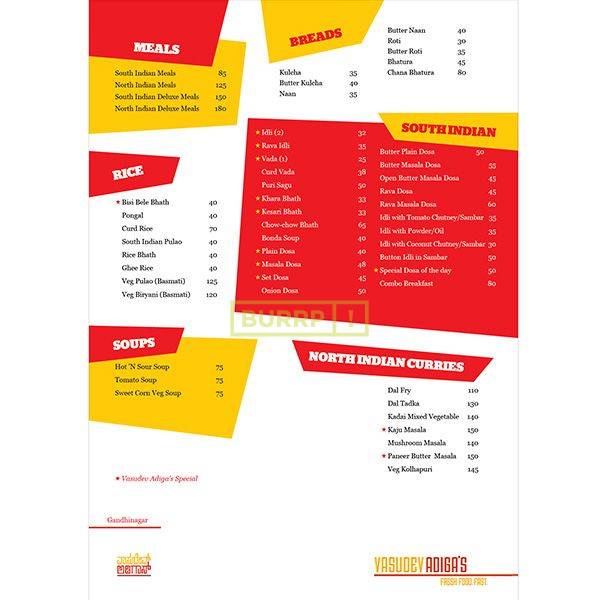 MEALS
South Indian Meals 85
North Indian Meals 125
South Indian Deluxe Meals 150
North Indian Deluxe Meals 180
BREADS
Kulcha 35
Butter Kulcha 40
Naan 35
Butter Naan 40
Roti 30
Butter Roti 35
Bhatura 45
Chana Bhatura 80
RICE
★ Bisi Bele Bhath 40
Pongal 40
Curd Rice 70
South Indian Pulao 40
Rice Bhath 40
Ghee Rice 40
Veg Pulao (Basmati) 125
Veg Biryani (Basmati) 120
SOUTH INDIAN
★ Idli (2) 32
★ Rava Idli 35
★ Vada (1) 25
Curd Vada 38
Puri Sagu 50
★ Khara Bhath 33
★ Kesari Bhath 33
Chow-chow Bhath 65
Bonda Soup 40
★ Plain Dosa 40
★ Masala Dosa 48
★ Set Dosa 45
Onion Dosa 50
Butter Plain Dosa 50
Butter Masala Dosa 55
Open Butter Masala Dosa 45
Rava Dosa 45
Rava Masala Dosa 60
Idli with Tomato Chutney/Sambar 35
Idli with Powder/Oil 35
Idli with Coconut Chutney/Sambar 30
Button Idli in Sambar 50
★ Special Dosa of the day 50
Combo Breakfast 80
BURRP !
SOUPS
Hot 'N Sour Soup 75
Tomato Soup 75
Sweet Corn Veg Soup 75
NORTH INDIAN CURRIES
Dal Fry 110
Dal Tadka 130
Kadai Mixed Vegetable 140
★ Kaju Masala 150
Mushroom Masala 140
★ Paneer Butter Masala 150
Veg Kolhapuri 145
★ Vasudev Adiga's Special
Gandhinagar
ವಾಸುದೇವ್
ಅಡಿಗಾಸ್
VASUDEV ADIGA'S
FRESH FOOD. FAST.